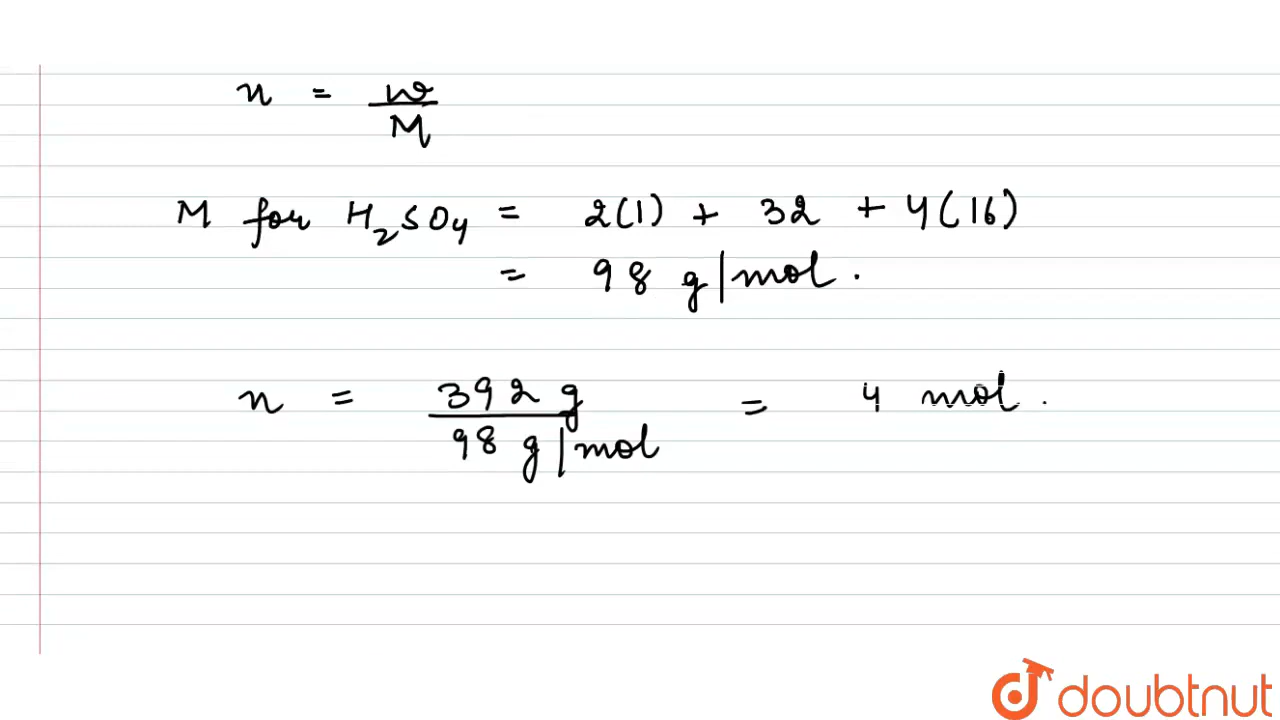 n = w/M
M for H₂SO₄ = 2(1) + 32 + 4(16)
= 98 g/mol.
n = 392 g / 98 g/mol = 4 mol.
doubtnut